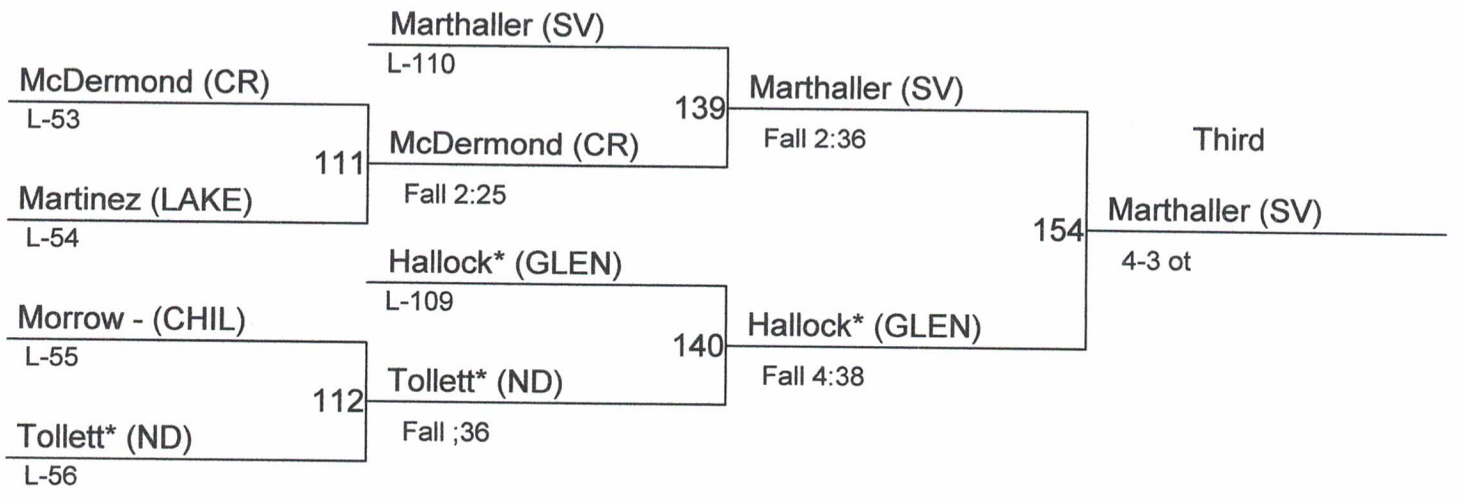 Marthaller (SV)
L-110
McDermond (CR)
L-53
139
Marthaller (SV)
Fall 2:36
Third
111
McDermond (CR)
Fall 2:25
Martinez (LAKE)
L-54
154
Marthaller (SV)
4-3 ot
Hallock* (GLEN)
L-109
Morrow - (CHIL)
L-55
140
Hallock* (GLEN)
Fall 4:38
112
Tollett* (ND)
Fall ;36
Tollett* (ND)
L-56